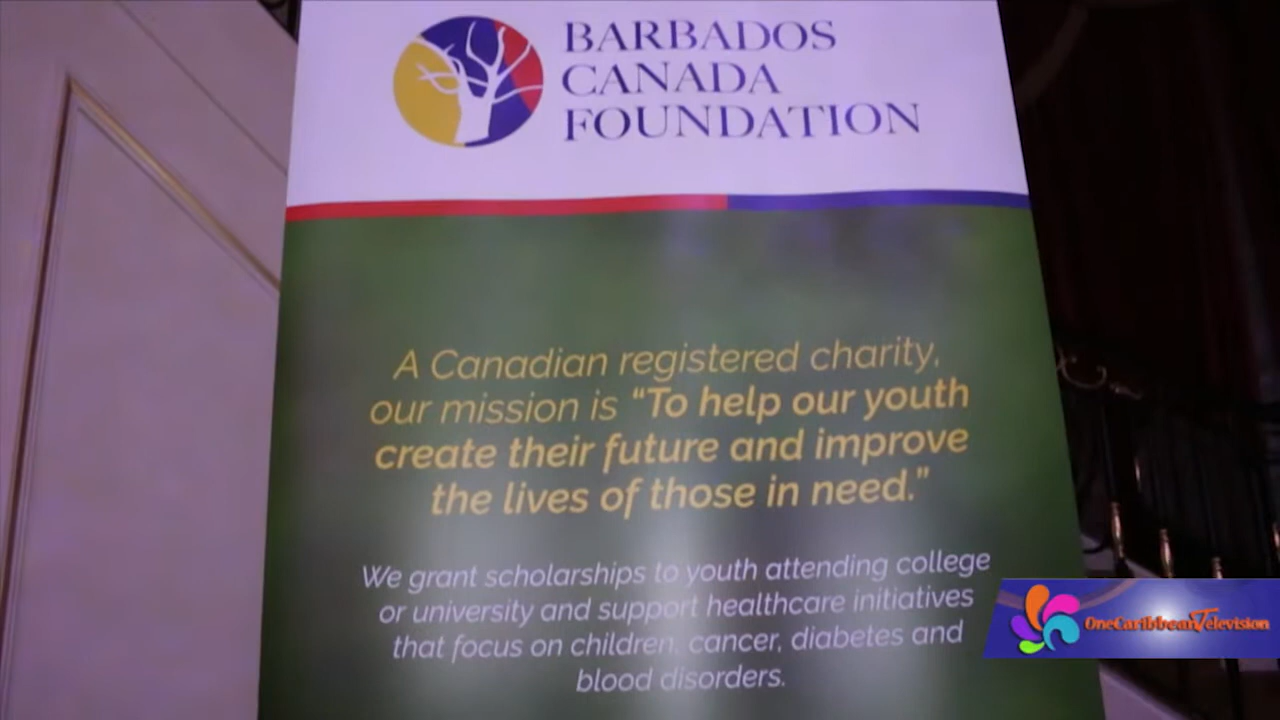 BARBADOS
CANADA
FOUNDATION
A Canadian registered charity,
our mission is "To help our youth
create their future and improve
the lives of those in need."
We grant scholarships to youth attending college
or university and support healthcare initiatives
that focus on children, cancer, diabetes and
blood disorders.
OneCaribbeanTelevision